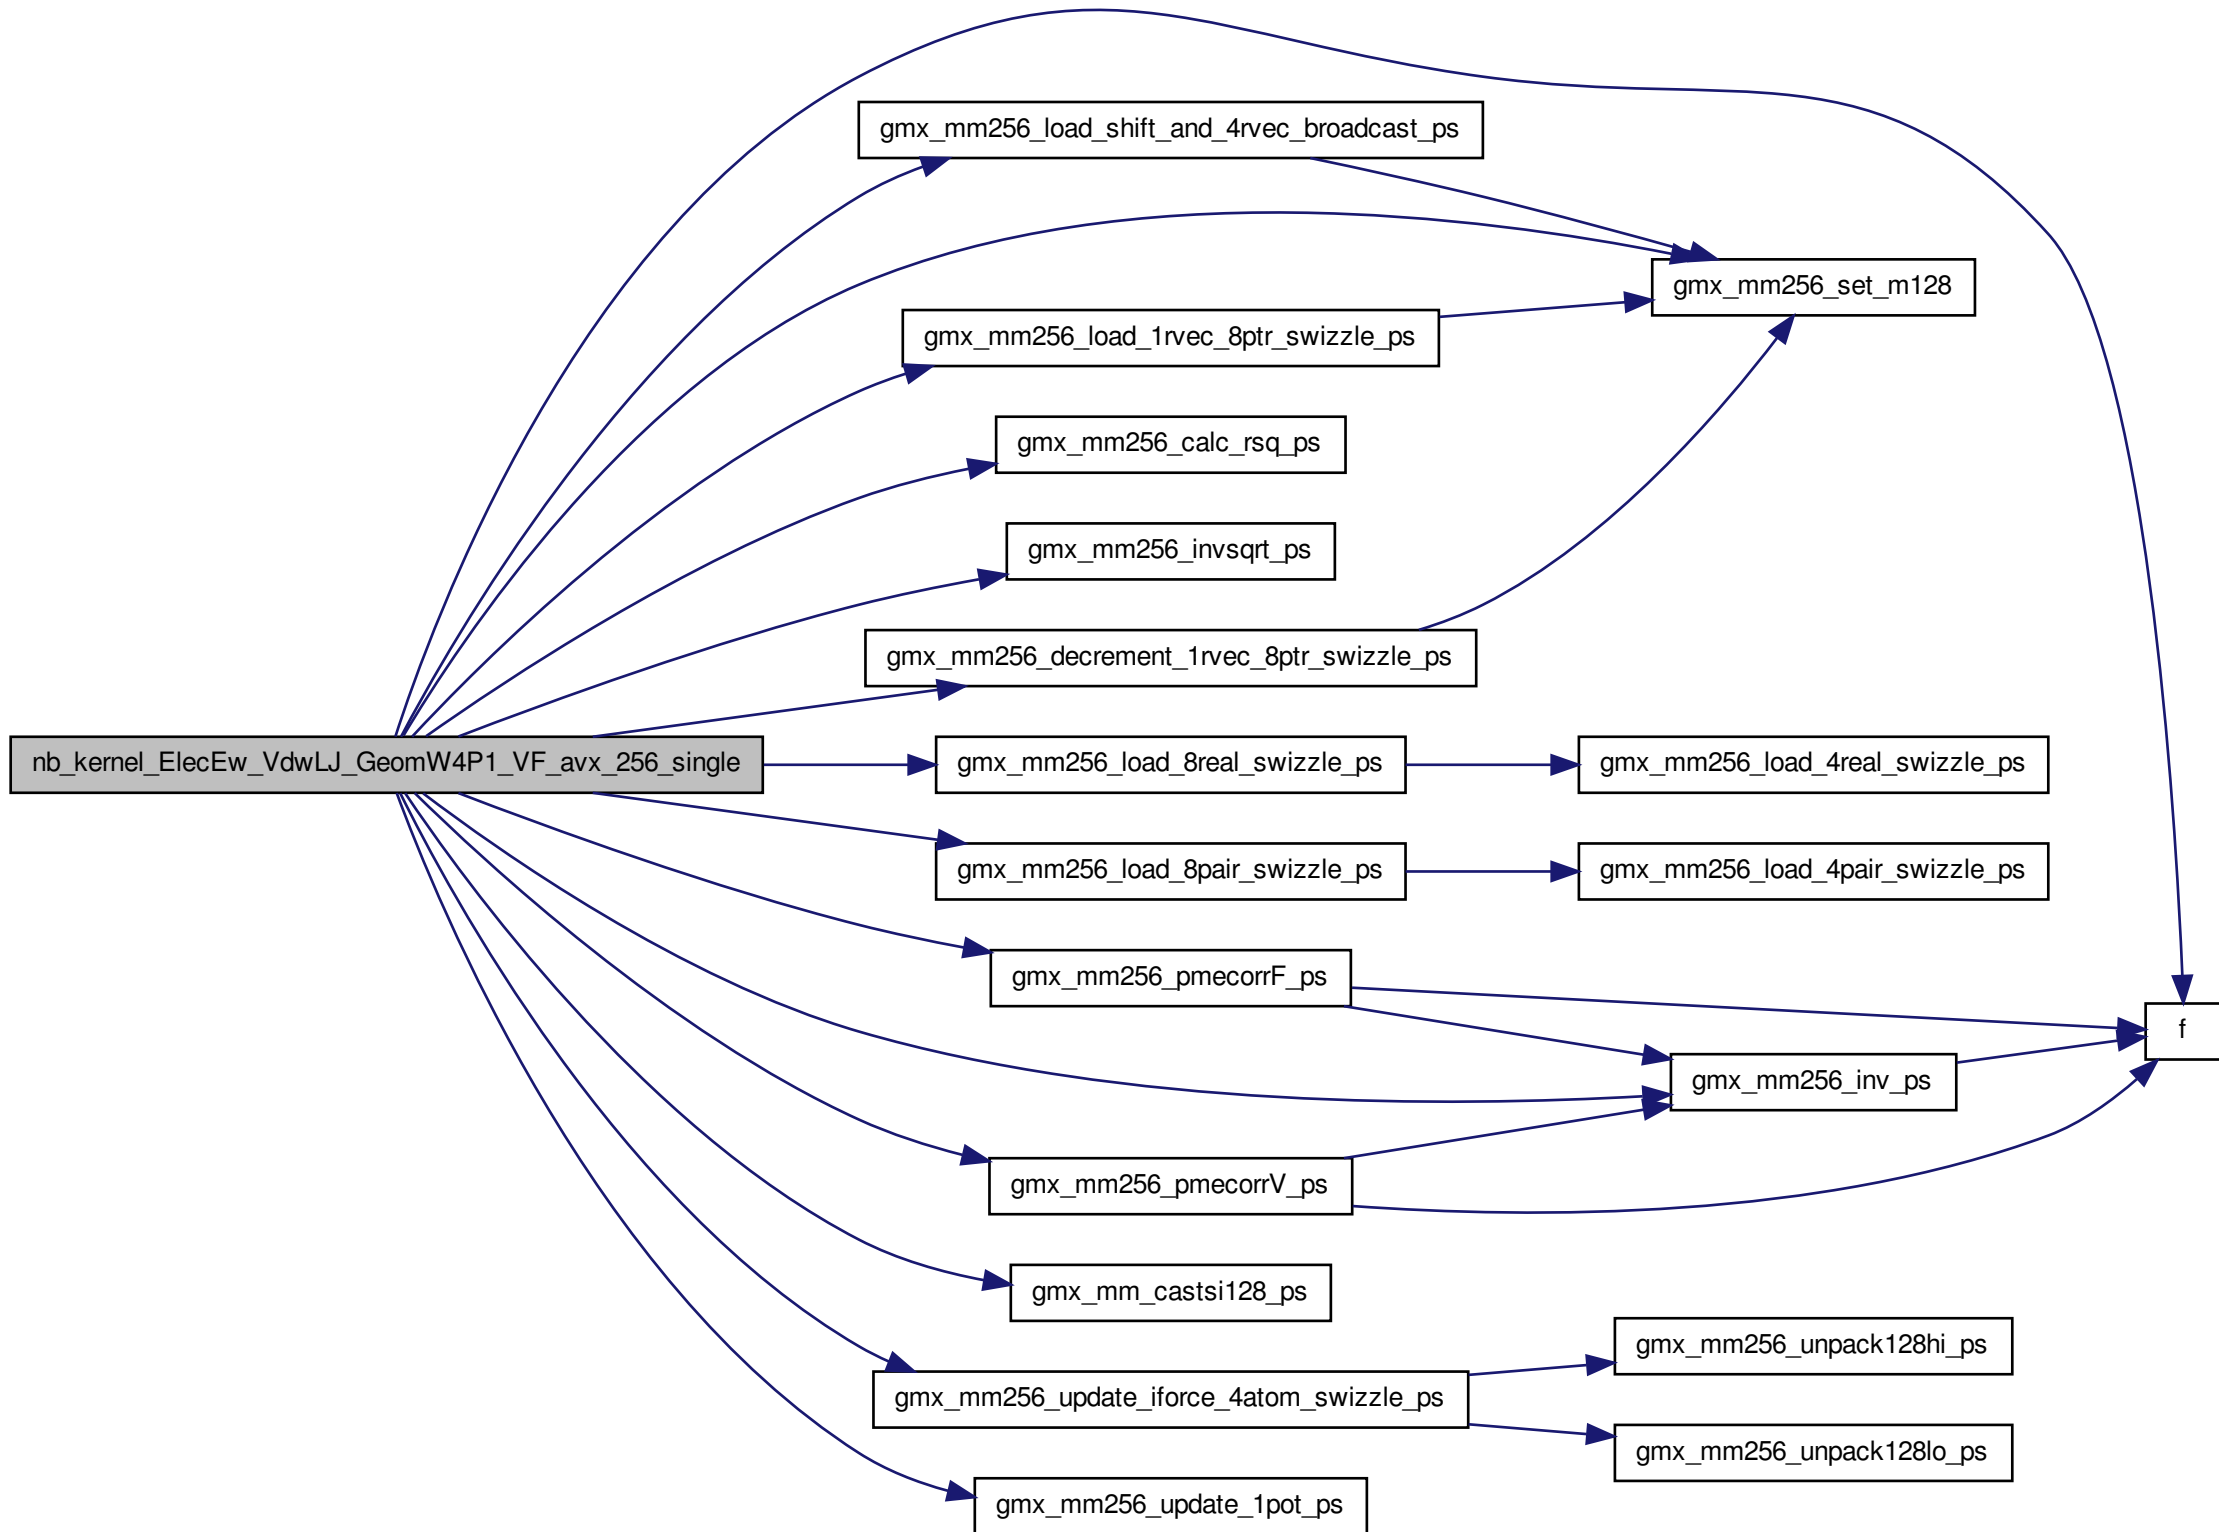 gmx_mm256_load_shift_and_4rvec_broadcast_ps
gmx_mm256_set_m128
gmx_mm256_load_1rvec_8ptr_swizzle_ps
gmx_mm256_calc_rsq_ps
gmx_mm256_invsqrt_ps
gmx_mm256_decrement_1rvec_8ptr_swizzle_ps
nb_kernel_ElecEw_VdwLJ_GeomW4P1_VF_avx_256_single
gmx_mm256_load_8real_swizzle_ps
gmx_mm256_load_4real_swizzle_ps
gmx_mm256_load_8pair_swizzle_ps
gmx_mm256_load_4pair_swizzle_ps
gmx_mm256_pmecorrF_ps
f
gmx_mm256_inv_ps
gmx_mm256_pmecorrV_ps
gmx_mm_castsi128_ps
gmx_mm256_unpack128hi_ps
gmx_mm256_update_iforce_4atom_swizzle_ps
gmx_mm256_unpack128lo_ps
gmx_mm256_update_1pot_ps